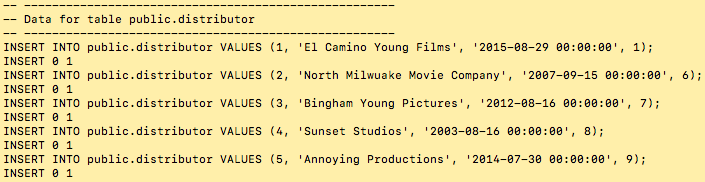 -- ---------------------------------------------------
-- Data for table public.distributor
-- ---------------------------------------------------
INSERT INTO public.distributor VALUES (1, 'El Camino Young Films', '2015-08-29 00:00:00', 1);
INSERT 0 1
INSERT INTO public.distributor VALUES (2, 'North Milwuake Movie Company', '2007-09-15 00:00:00', 6);
INSERT 0 1
INSERT INTO public.distributor VALUES (3, 'Bingham Young Pictures', '2012-08-16 00:00:00', 7);
INSERT 0 1
INSERT INTO public.distributor VALUES (4, 'Sunset Studios', '2003-08-16 00:00:00', 8);
INSERT 0 1
INSERT INTO public.distributor VALUES (5, 'Annoying Productions', '2014-07-30 00:00:00', 9);
INSERT 0 1